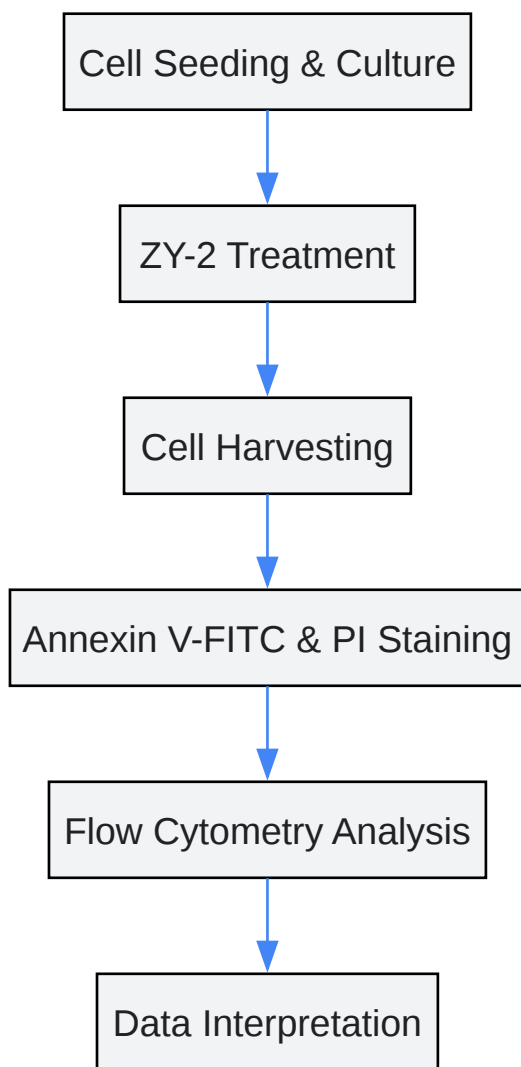 Cell Seeding & Culture
ZY-2 Treatment
Cell Harvesting
Annexin V-FITC & PI Staining
Flow Cytometry Analysis
Data Interpretation